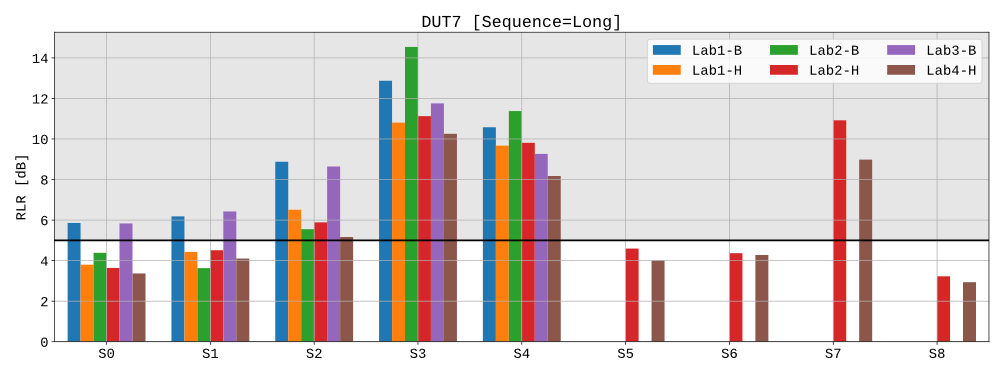 DUT7 [Sequence=Long]
RLR [dB]
14
12
10
8
6
4
2
0
Lab1-B Lab2-B Lab3-B
Lab1-H Lab2-H Lab4-H
S0 S1 S2 S3 S4 S5 S6 S7 S8